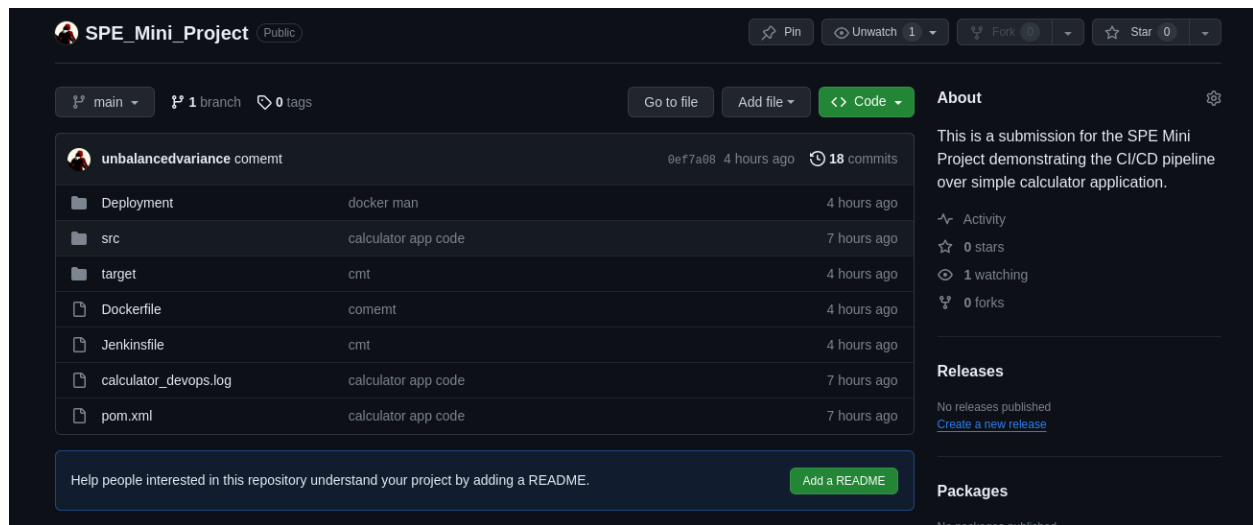 SPE_Mini_Project Public Pin Unwatch 1 Fork 0 Star 0
main 1 branch 0 tags Go to file Add file <> Code
unbalancedvariance comemt 0ef7a08 4 hours ago 18 commits
Deployment docker man 4 hours ago
src calculator app code 7 hours ago
target cmt 4 hours ago
Dockerfile comemt 4 hours ago
Jenkinsfile cmt 4 hours ago
calculator_devops.log calculator app code 7 hours ago
pom.xml calculator app code 7 hours ago
Help people interested in this repository understand your project by adding a README. Add a README
About
This is a submission for the SPE Mini
Project demonstrating the CI/CD pipeline
over simple calculator application.
Activity
0 stars
1 watching
0 forks
Releases
No releases published
Create a new release
Packages
No packages published